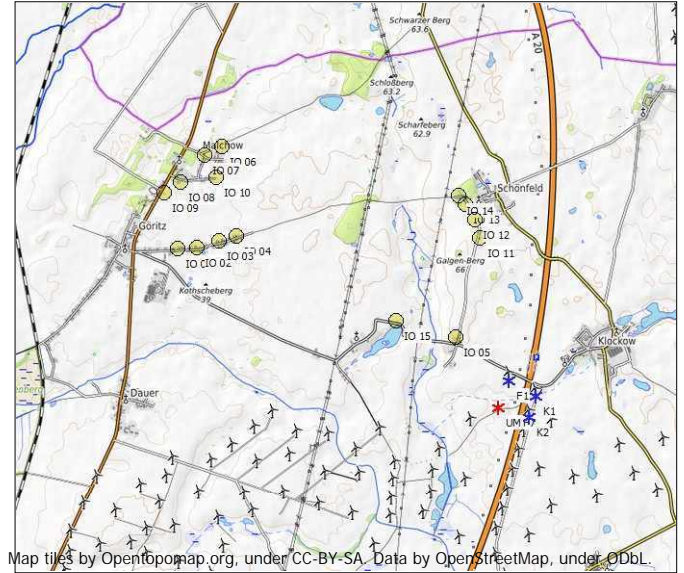 Schwarzer Berg
63.6
A 20
Schloßberg
63.2
Scharfeberg
62.9
Malchow
IO 06
IO 07
IO 10
IO 08
IO 09
Schönfeld
IO 14
IO 13
IO 12
IO 11
Göritz
IO 04
IO 03
IO 02
Galgen-Berg
66
Kothscheberg
39
IO 15
IO 05
Klockow
Dauer
F1
K1
UM
K2
Map tiles by Opentopomap.org, under CC-BY-SA. Data by OpenStreetMap, under ODbL.